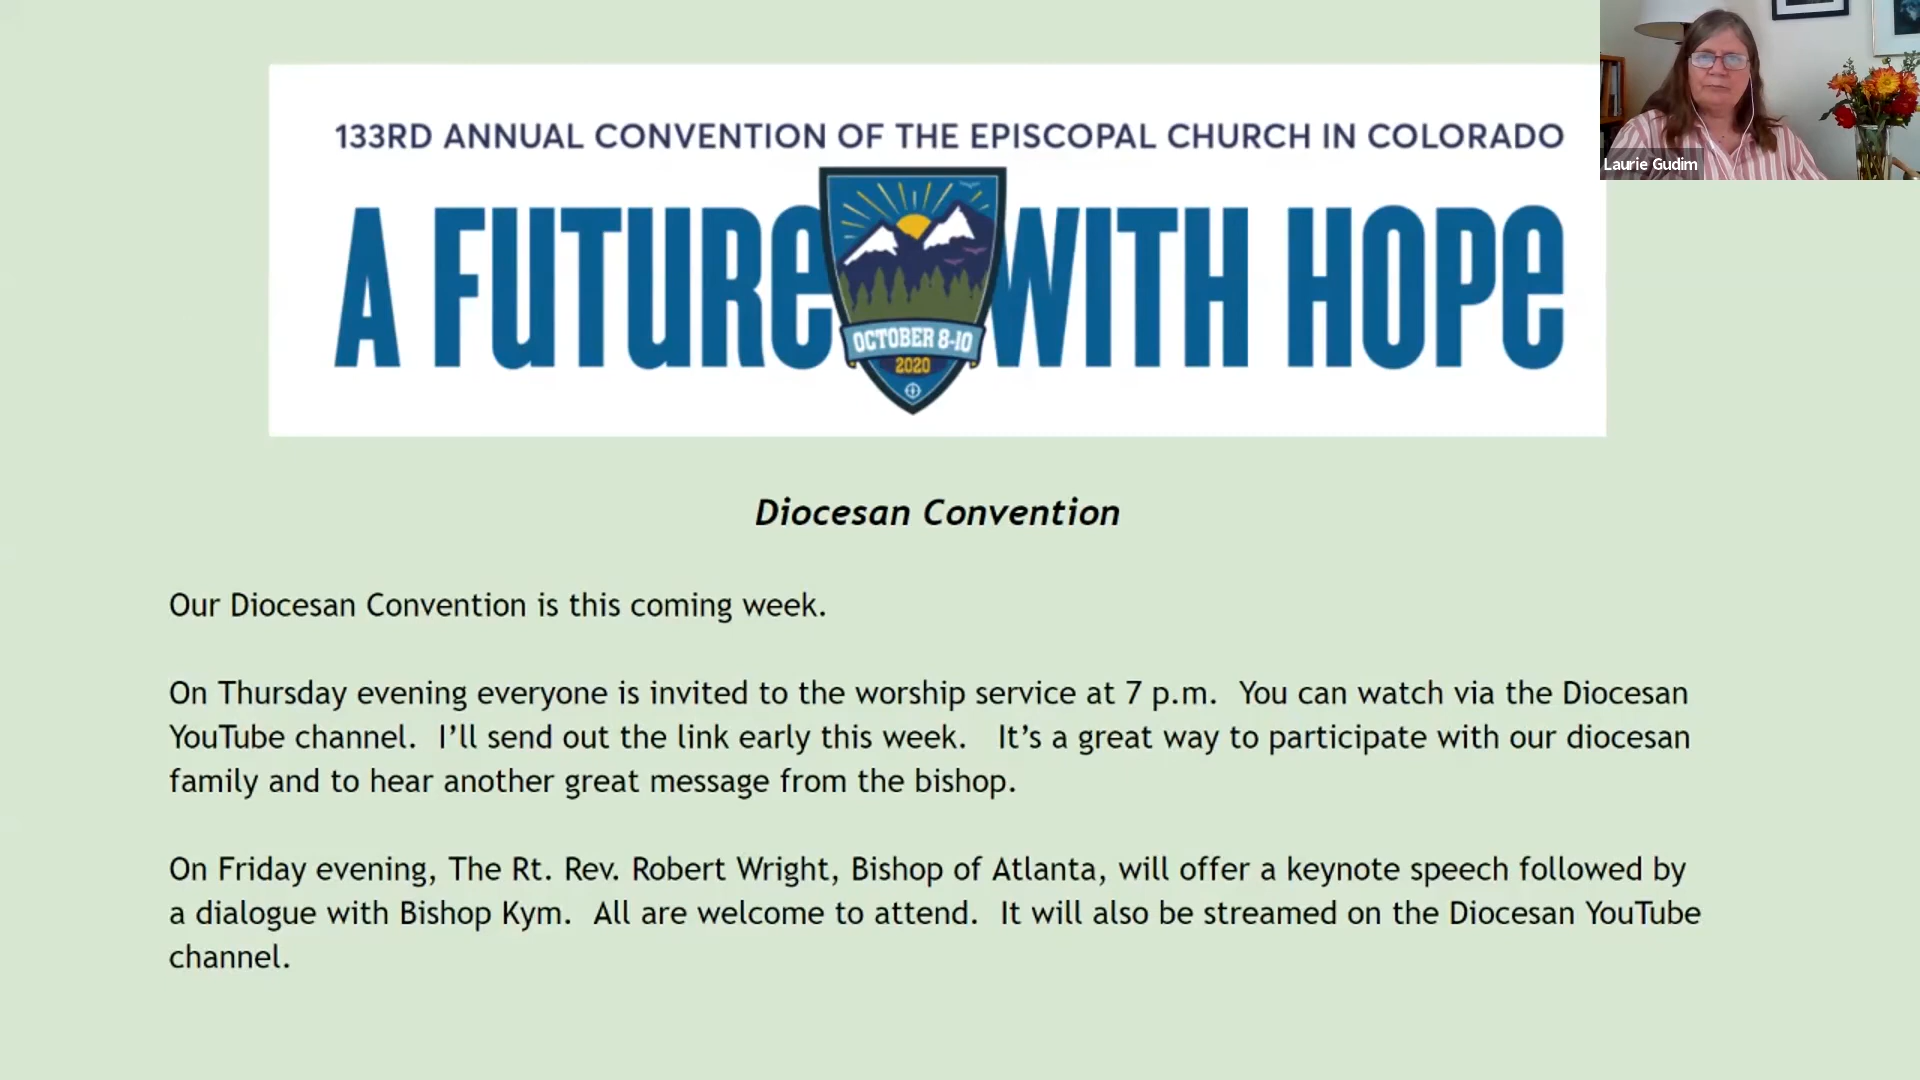 133RD ANNUAL CONVENTION OF THE EPISCOPAL CHURCH IN COLORADO
A FUTURE WITH HOPE
OCTOBER 8-10
2020
Laurie Gudim
Diocesan Convention
Our Diocesan Convention is this coming week.
On Thursday evening everyone is invited to the worship service at 7 p.m.  You can watch via the Diocesan
YouTube channel.  I’ll send out the link early this week.   It’s a great way to participate with our diocesan
family and to hear another great message from the bishop.
On Friday evening, The Rt. Rev. Robert Wright, Bishop of Atlanta, will offer a keynote speech followed by
a dialogue with Bishop Kym.  All are welcome to attend.  It will also be streamed on the Diocesan YouTube
channel.